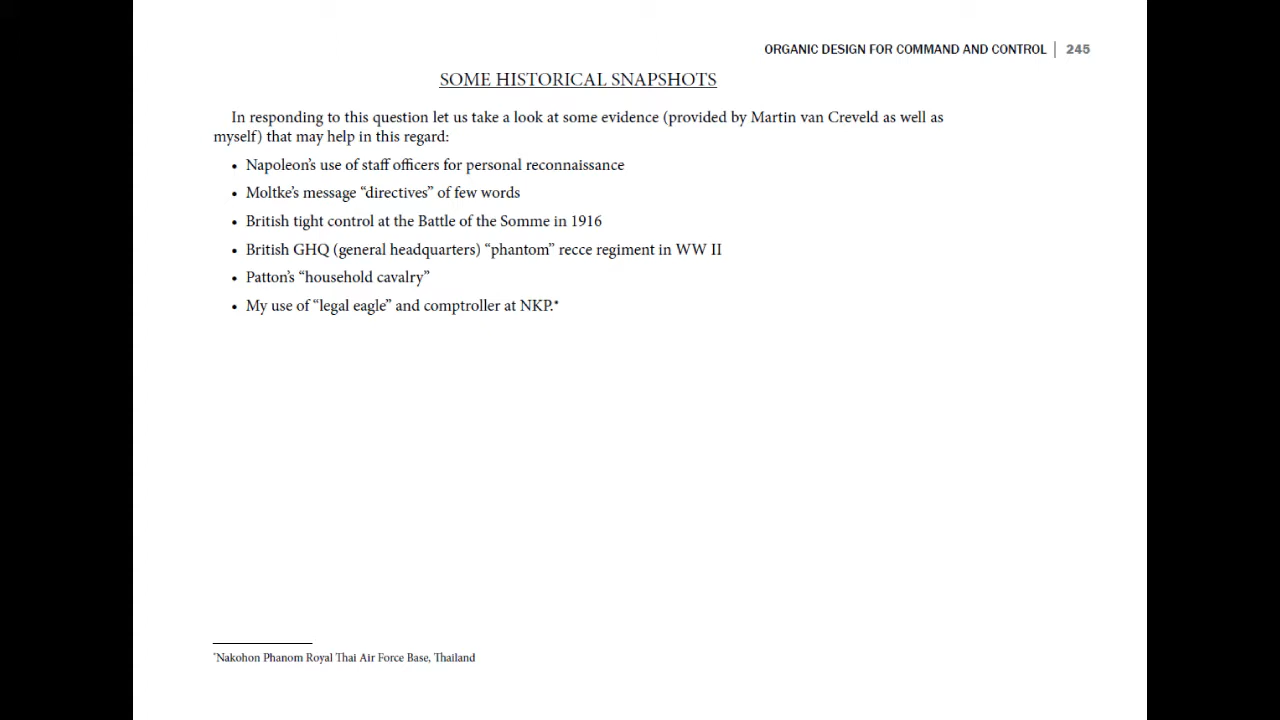 ORGANIC DESIGN FOR COMMAND AND CONTROL | 245
SOME HISTORICAL SNAPSHOTS
In responding to this question let us take a look at some evidence (provided by Martin van Creveld as well as
myself) that may help in this regard:
• Napoleon’s use of staff officers for personal reconnaissance
• Moltke’s message “directives” of few words
• British tight control at the Battle of the Somme in 1916
• British GHQ (general headquarters) “phantom” recce regiment in WW II
• Patton’s “household cavalry”
• My use of “legal eagle” and comptroller at NKP.*
*Nakohon Phanom Royal Thai Air Force Base, Thailand